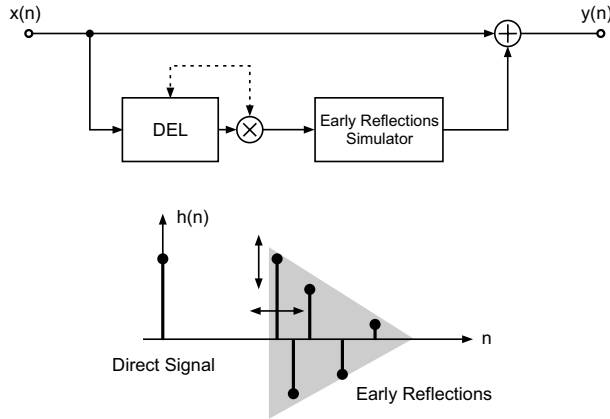 x(n)
y(n)
DEL
Early Reflections
Simulator
h(n)
n
Direct Signal
Early Reflections